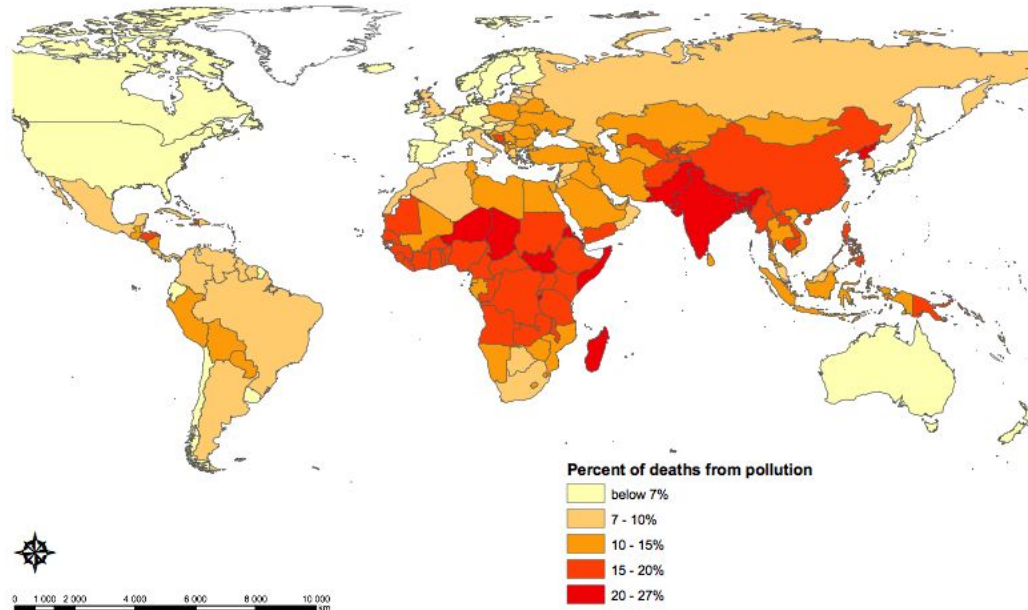 Percent of deaths from pollution
below 7%
7 - 10%
10 - 15%
15 - 20%
20 - 27%
0 1 000 2 000 4 000 6 000 8 000 10 000
km